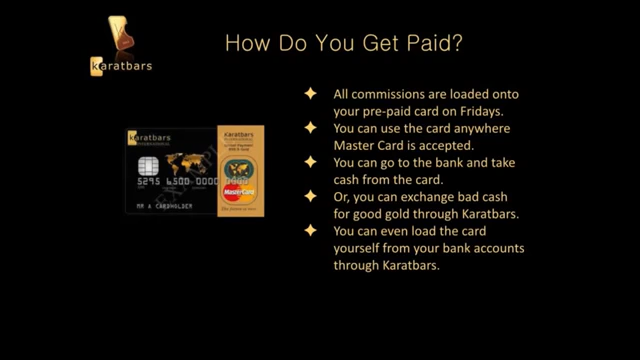 How Do You Get Paid?
karatbars
All commissions are loaded onto
your pre-paid card on Fridays.
You can use the card anywhere
Master Card is accepted.
You can go to the bank and take
cash from the card.
Or, you can exchange bad cash
for good gold through Karatbars.
You can even load the card
yourself from your bank accounts
through Karatbars.
karatbars
INTERNATIONAL
Karatbars
MasterCard
MR A CARDHOLDER